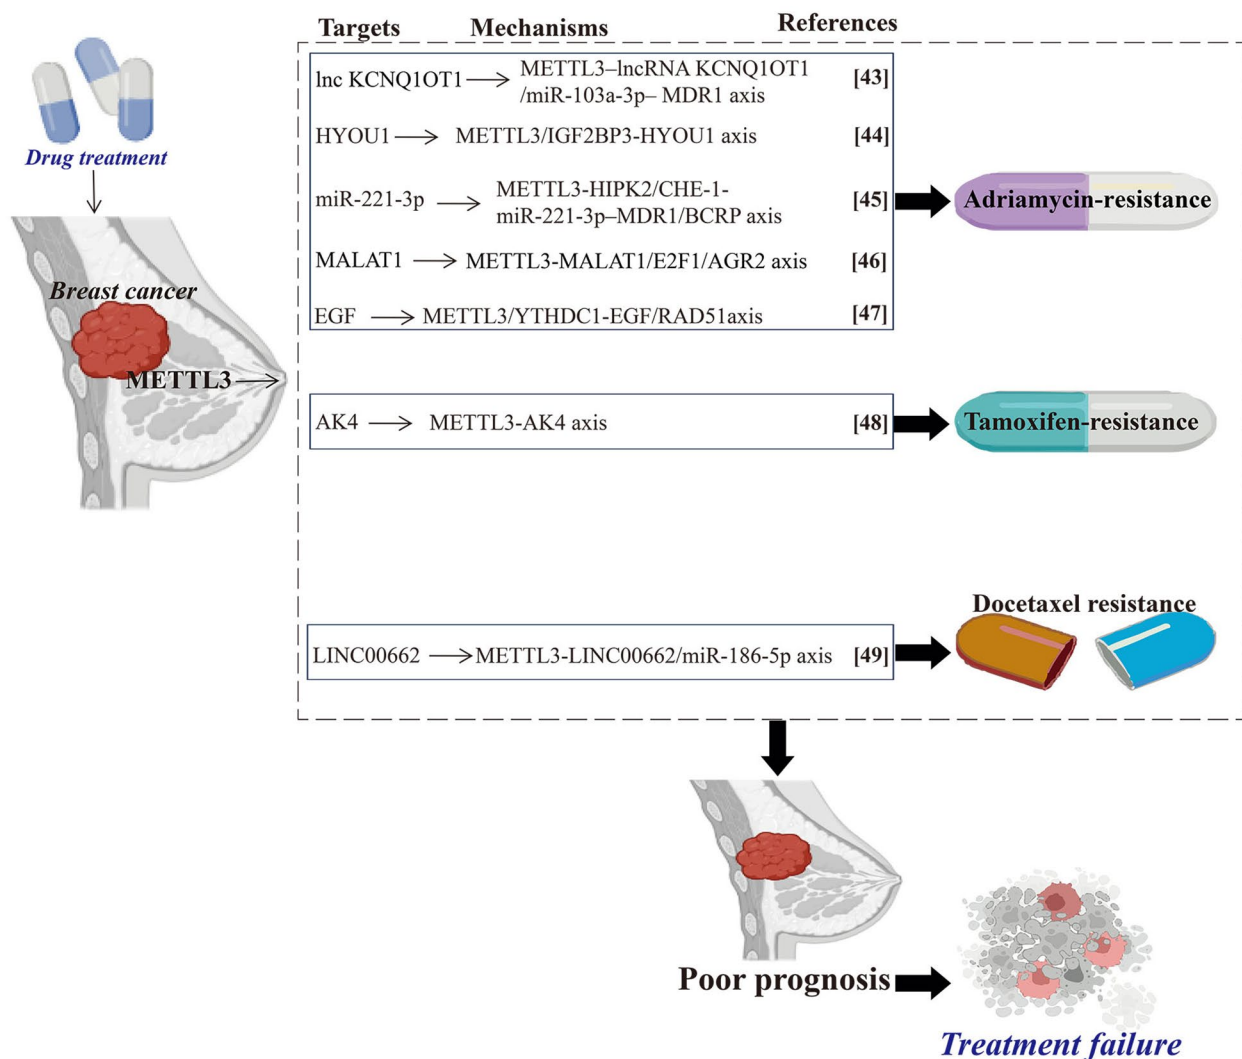 Targets Mechanisms References
Drug treatment
lnc KCNQ1OT1 METTL3–lncRNA KCNQ1OT1 [43]
/miR-103a-3p– MDR1 axis
HYOU1 METTL3/IGF2BP3-HYOU1 axis [44]
miR-221-3p METTL3-HIPK2/CHE-1- [45]
miR-221-3p–MDR1/BCRP axis
Adriamycin-resistance
MALAT1 METTL3-MALAT1/E2F1/AGR2 axis [46]
EGF METTL3/YTHDC1-EGF/RAD51axis [47]
Breast cancer
METTL3
AK4 METTL3-AK4 axis [48]
Tamoxifen-resistance
Docetaxel resistance
LINC00662 METTL3-LINC00662/miR-186-5p axis [49]
Poor prognosis
Treatment failure